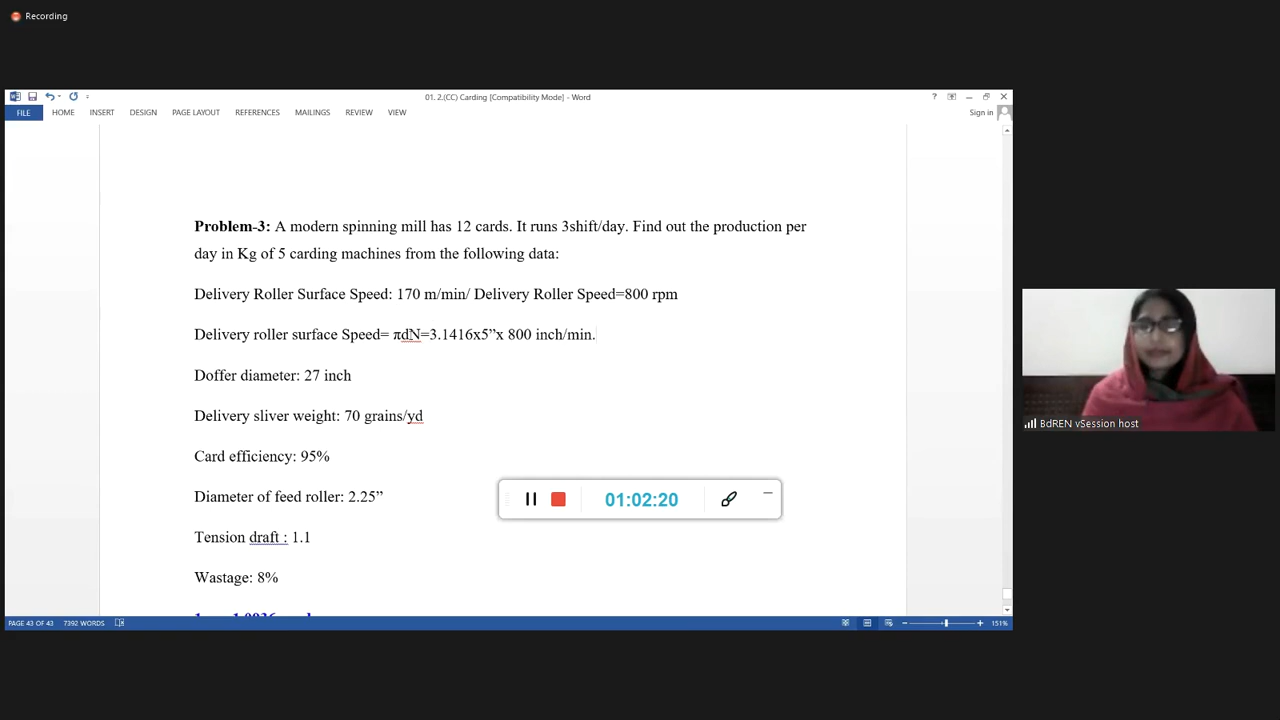 Recording
01. 2.(CC) Carding [Compatibility Mode] - Word
FILE HOME INSERT DESIGN PAGE LAYOUT REFERENCES MAILINGS REVIEW VIEW
Sign in
Problem-3: A modern spinning mill has 12 cards. It runs 3shift/day. Find out the production per
day in Kg of 5 carding machines from the following data:
Delivery Roller Surface Speed: 170 m/min/ Delivery Roller Speed=800 rpm
Delivery roller surface Speed= πdN=3.1416x5”x 800 inch/min.
Doffer diameter: 27 inch
Delivery sliver weight: 70 grains/yd
BdREN vSession host
Card efficiency: 95%
Diameter of feed roller: 2.25”
01:02:20
Tension draft : 1.1
Wastage: 8%
PAGE 43 OF 43 7392 WORDS
151%